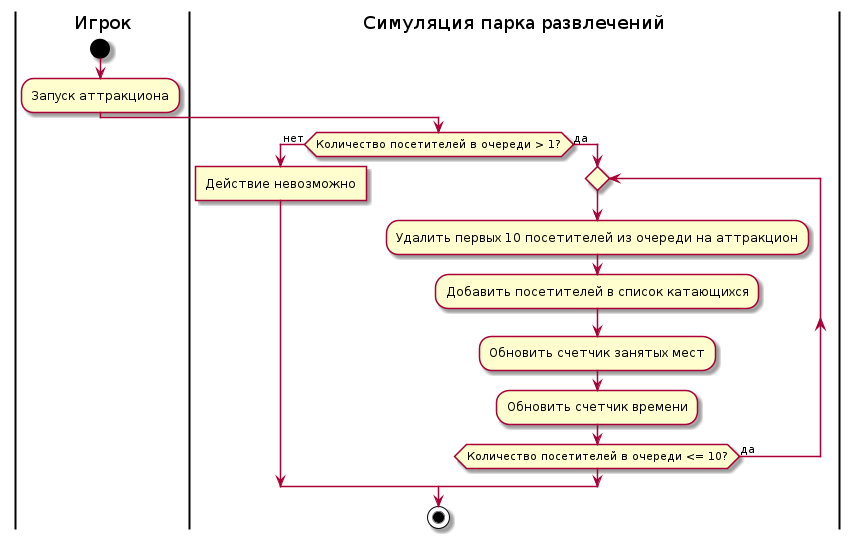 Игрок
Симуляция парка развлечений
Запуск аттракциона
Количество посетителей в очереди > 1?
нет
да
Действие невозможно
Удалить первых 10 посетителей из очереди на аттракцион
Добавить посетителей в список катающихся
Обновить счетчик занятых мест
Обновить счетчик времени
Количество посетителей в очереди <= 10?
да